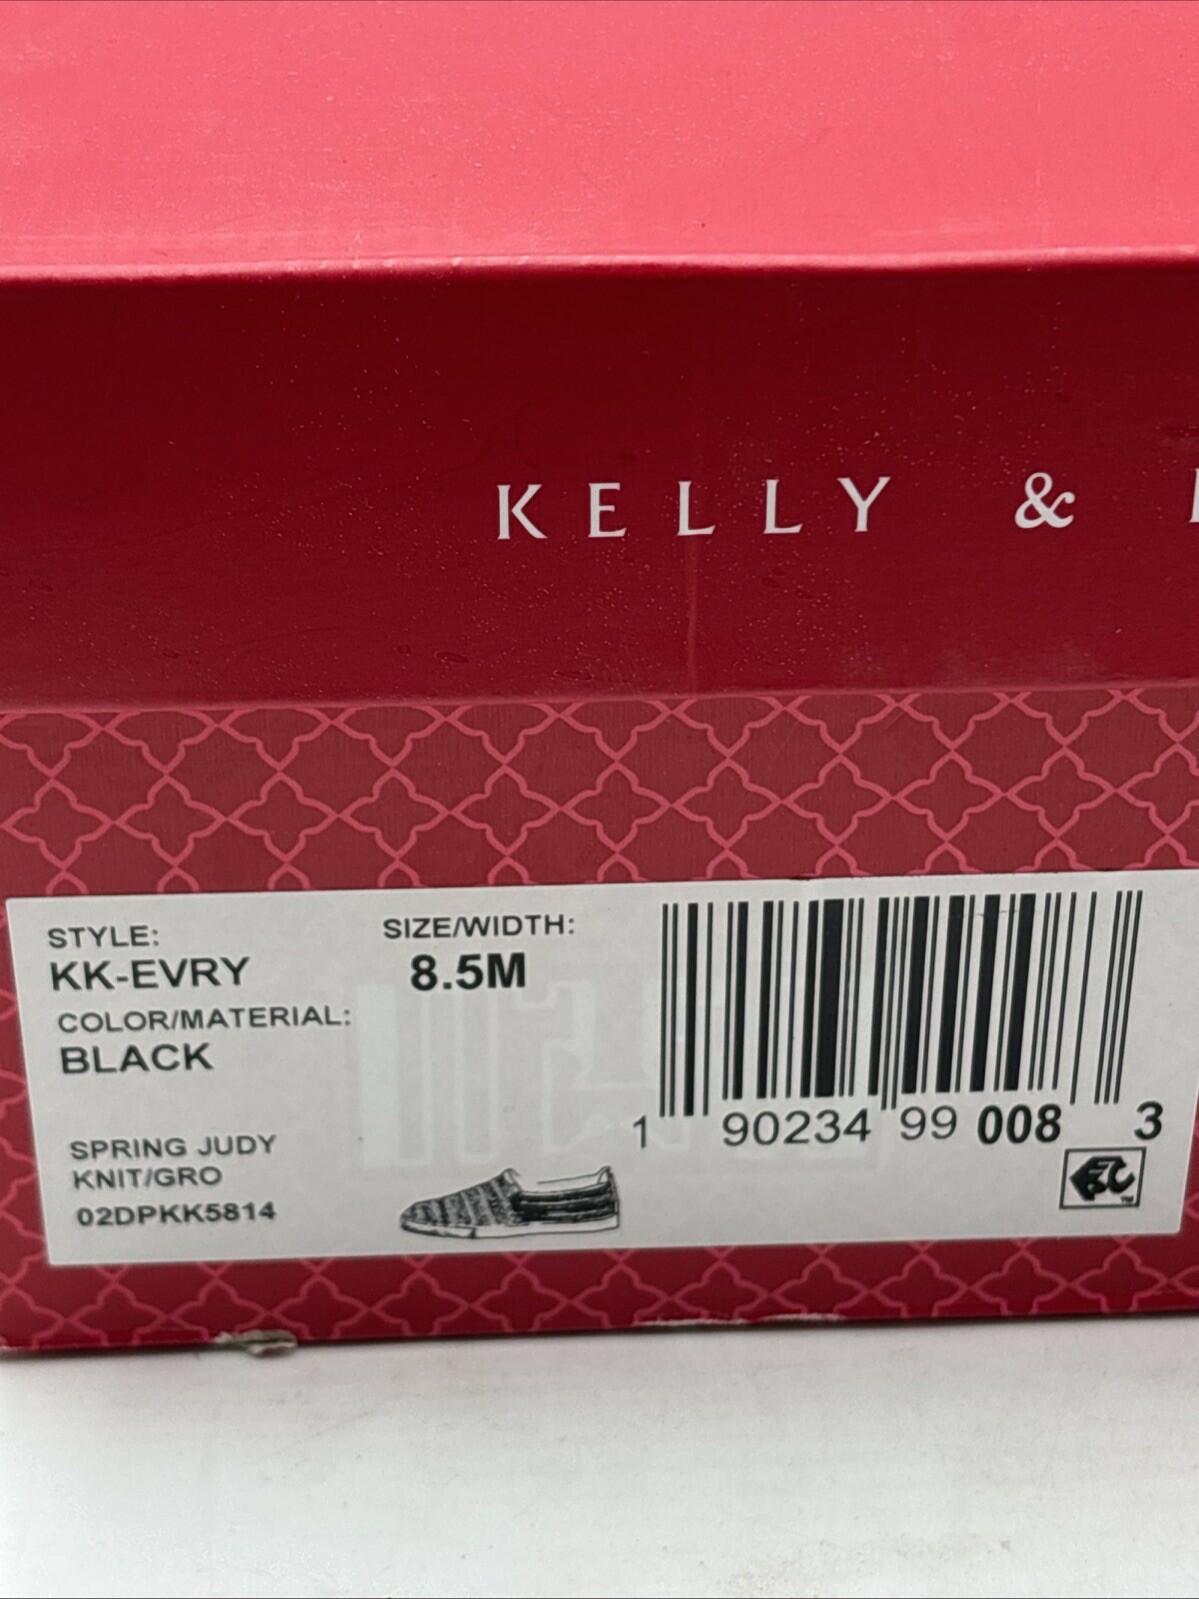 KELLY &
STYLE:
KK-EVRY
SIZE/WIDTH:
8.5M
COLOR/MATERIAL:
BLACK
SPRING JUDY
KNIT/GRO
02DPKK5814
1 90234 99 008 3